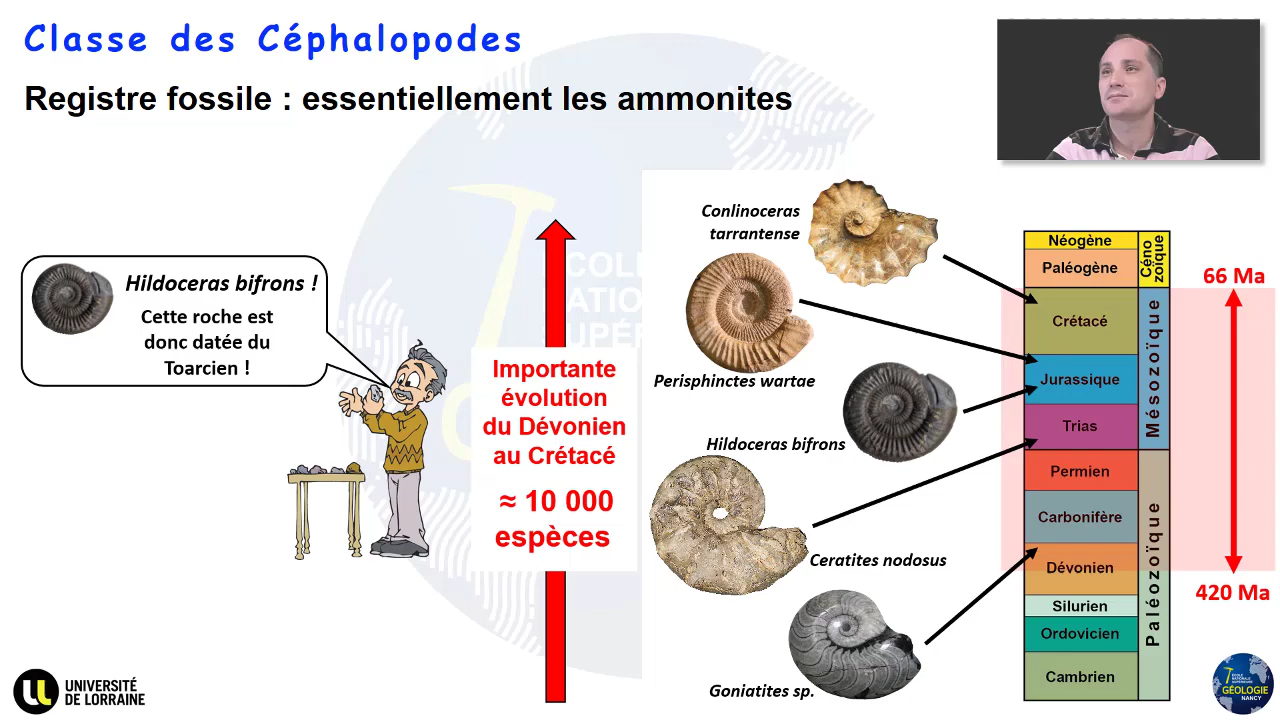 Classe des Céphalopodes
Registre fossile : essentiellement les ammonites
Hildoceras bifrons !
Cette roche est
donc datée du
Toarcien !
Importante
évolution
du Dévonien
au Crétacé
≈ 10 000
espèces
Conlinoceras
tarrantense
Perisphinctes wartae
Hildoceras bifrons
Ceratites nodosus
Goniatites sp.
Néogène
Paléogène
Crétacé
Jurassique
Trias
Permien
Carbonifère
Dévonien
Silurien
Ordovicien
Cambrien
Céno
zoïque
Mésozoïque
Paléozoïque
66 Ma
420 Ma
UNIVERSITÉ
DE LORRAINE
ÉCOLE
NATIONALE
SUPÉRIEURE
GÉOLOGIE
NANCY